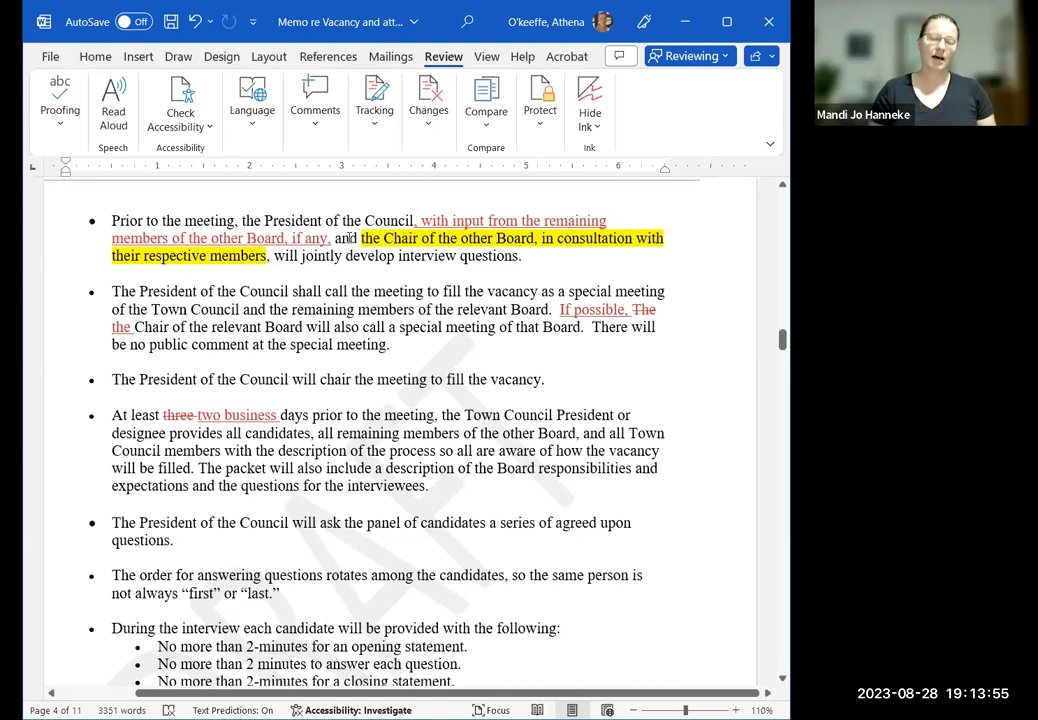 AutoSave Off Memo re Vacancy and att... O'keeffe, Athena
File Home Insert Draw Design Layout References Mailings Review View Help Acrobat Reviewing
abc
Proofing Read Aloud Check Accessibility Language Comments Tracking Changes Compare Protect Hide Ink
Speech Accessibility Compare Ink
1 2 3 4 5 6
Mandi Jo Hanneke
• Prior to the meeting, the President of the Council, with input from the remaining
members of the other Board, if any, and the Chair of the other Board, in consultation with
their respective members, will jointly develop interview questions.
• The President of the Council shall call the meeting to fill the vacancy as a special meeting
of the Town Council and the remaining members of the relevant Board. If possible, The
the Chair of the relevant Board will also call a special meeting of that Board. There will
be no public comment at the special meeting.
• The President of the Council will chair the meeting to fill the vacancy.
• At least three two business days prior to the meeting, the Town Council President or
designee provides all candidates, all remaining members of the other Board, and all Town
Council members with the description of the process so all are aware of how the vacancy
will be filled. The packet will also include a description of the Board responsibilities and
expectations and the questions for the interviewees.
• The President of the Council will ask the panel of candidates a series of agreed upon
questions.
• The order for answering questions rotates among the candidates, so the same person is
not always “first” or “last.”
• During the interview each candidate will be provided with the following:
• No more than 2-minutes for an opening statement.
• No more than 2 minutes to answer each question.
• No more than 2-minutes for a closing statement.
DRAFT
Page 4 of 11 3351 words Text Predictions: On Accessibility: Investigate Focus 110%
2023-08-28 19:13:55